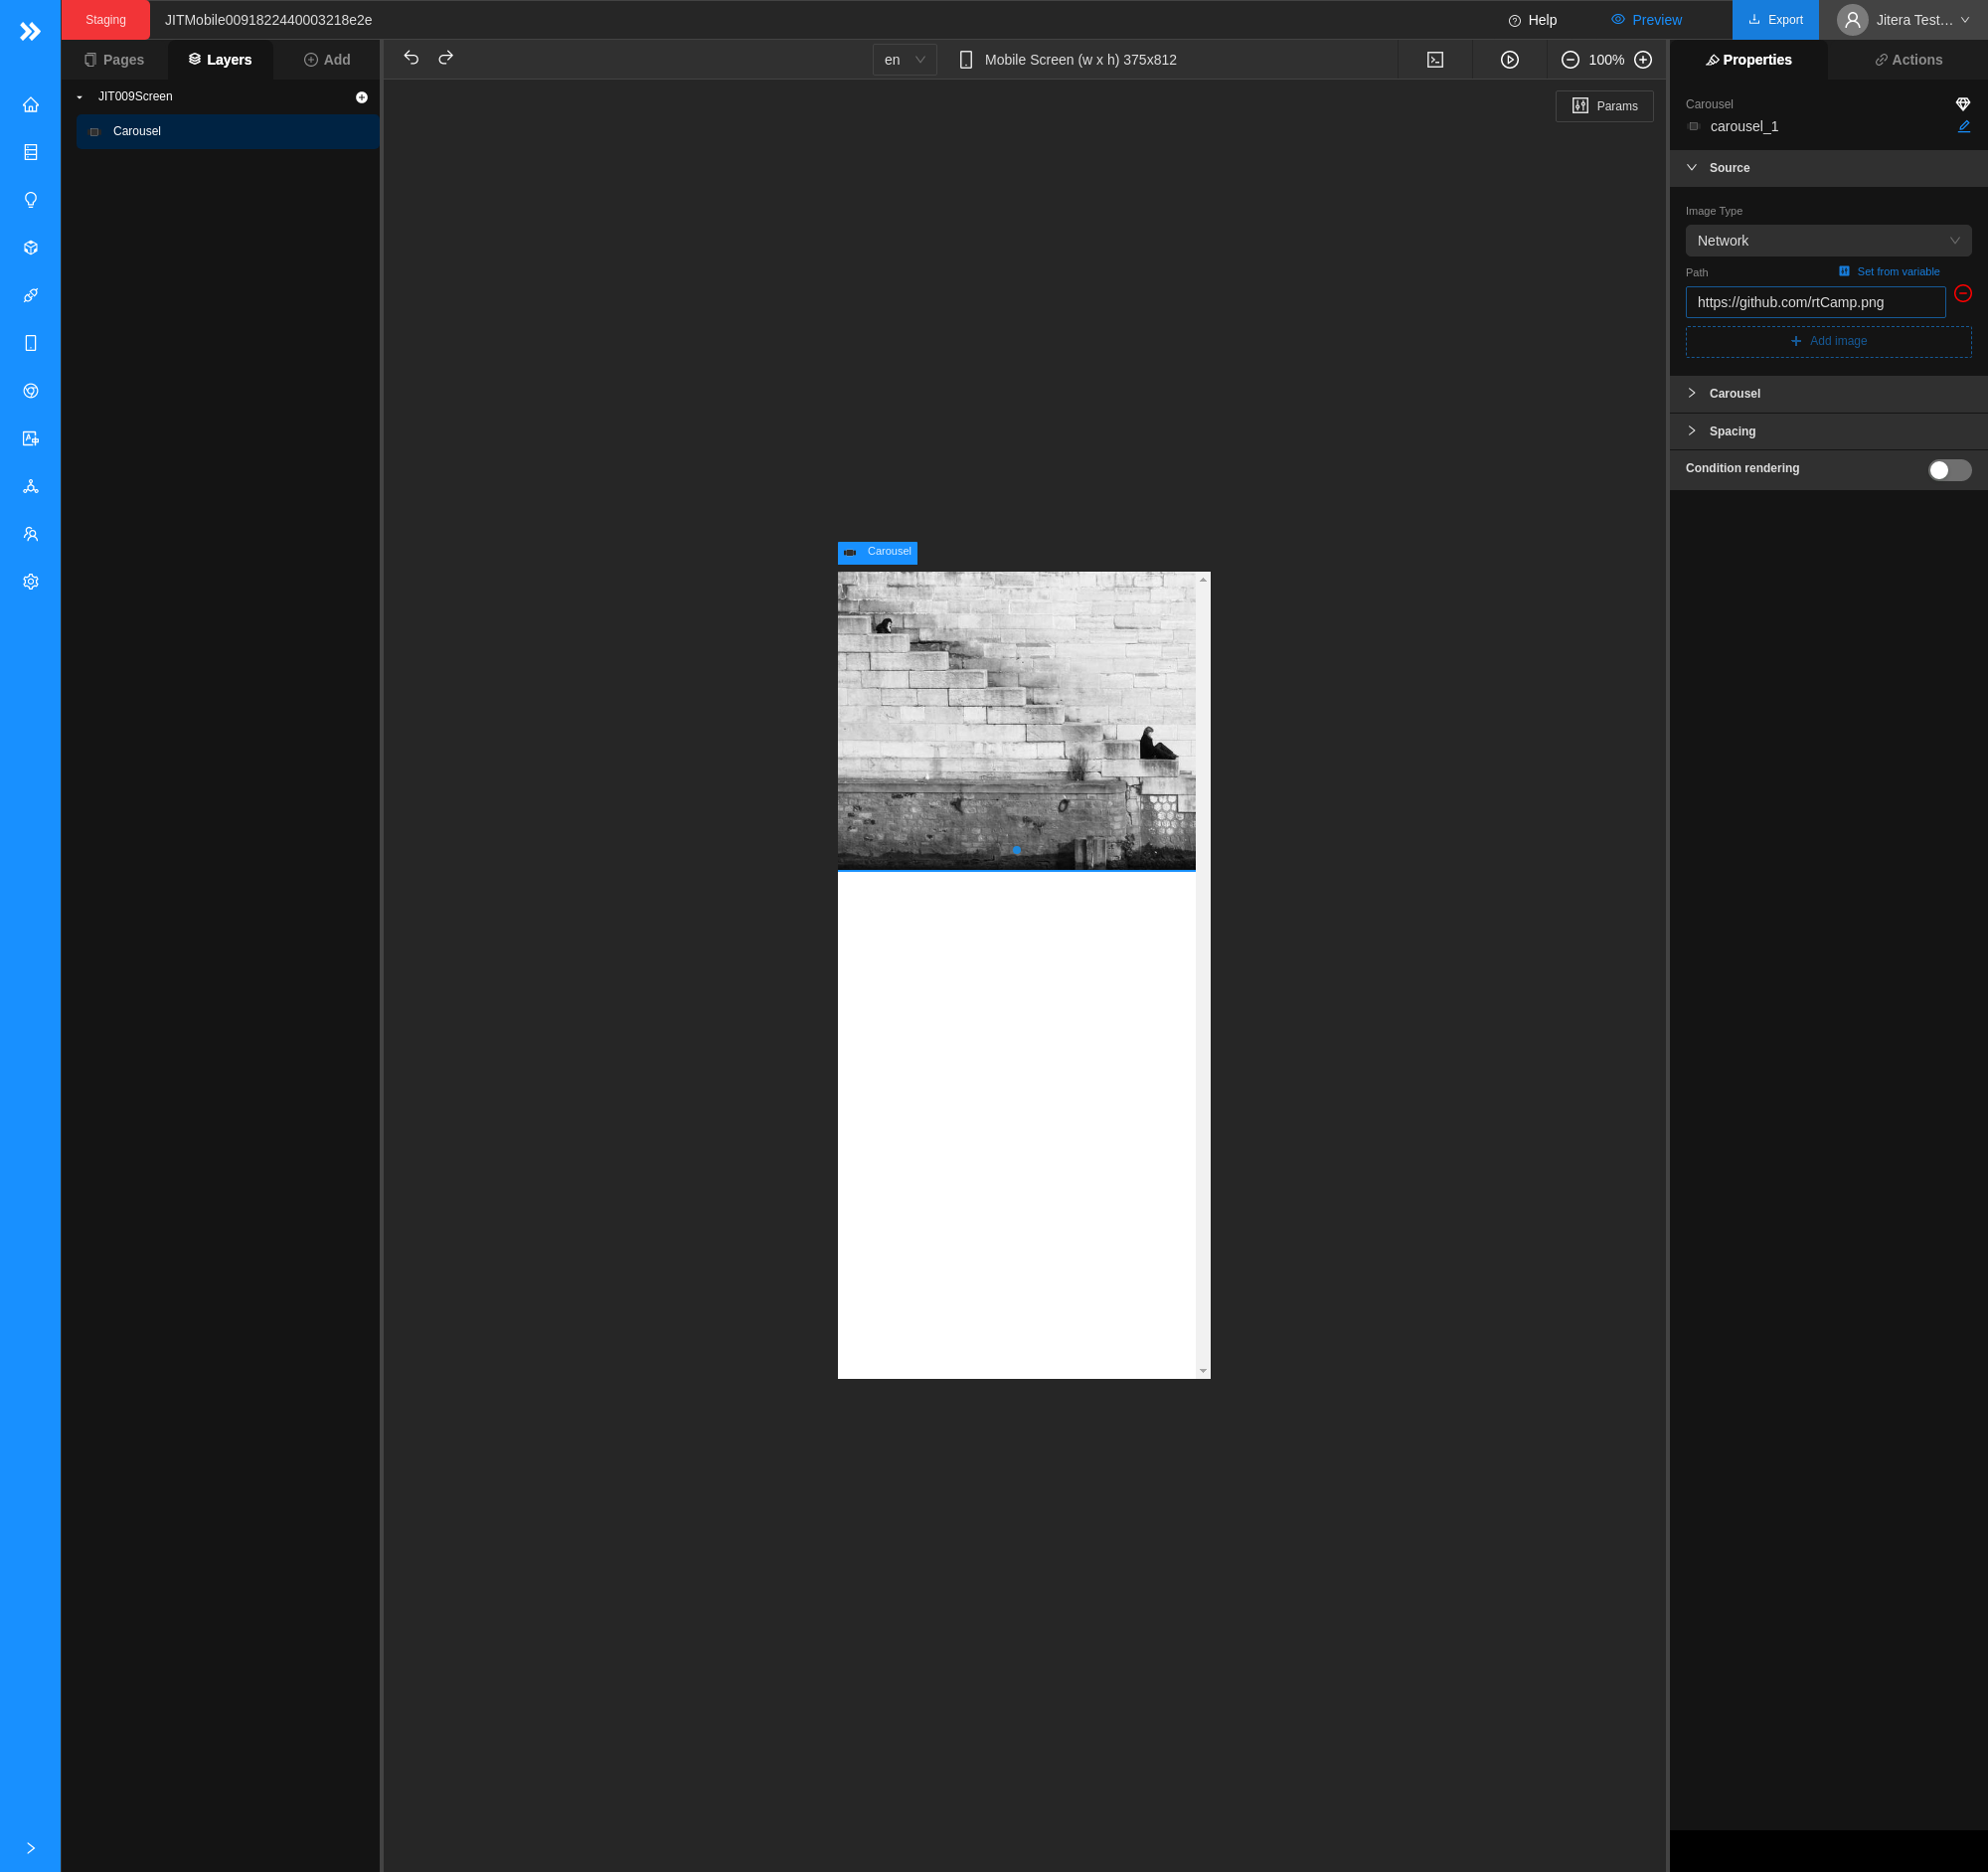 Staging
JITMobile0091822440003218e2e
Help
Preview
Export
Jitera Test...
Pages
Layers
Add
en
Mobile Screen (w x h) 375x812
100%
Properties
Actions
JIT009Screen
Carousel
Params
Carousel
carousel_1
Source
Image Type
Network
Path
Set from variable
https://github.com/rtCamp.png
Add image
Carousel
Spacing
Condition rendering
Carousel